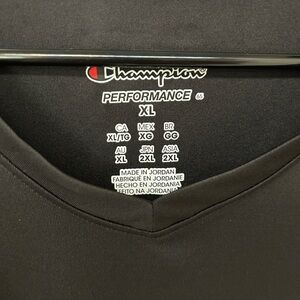 Champion
PERFORMANCE
XL
CA MEX BR
XL/TG XG GG
AU JPN ASIA
XL 2XL 2XL
MADE IN JORDAN
FABRIQUÉ EN JORDANIE
HECHO EN JORDANIA
FEITO NA JORDÂNIA